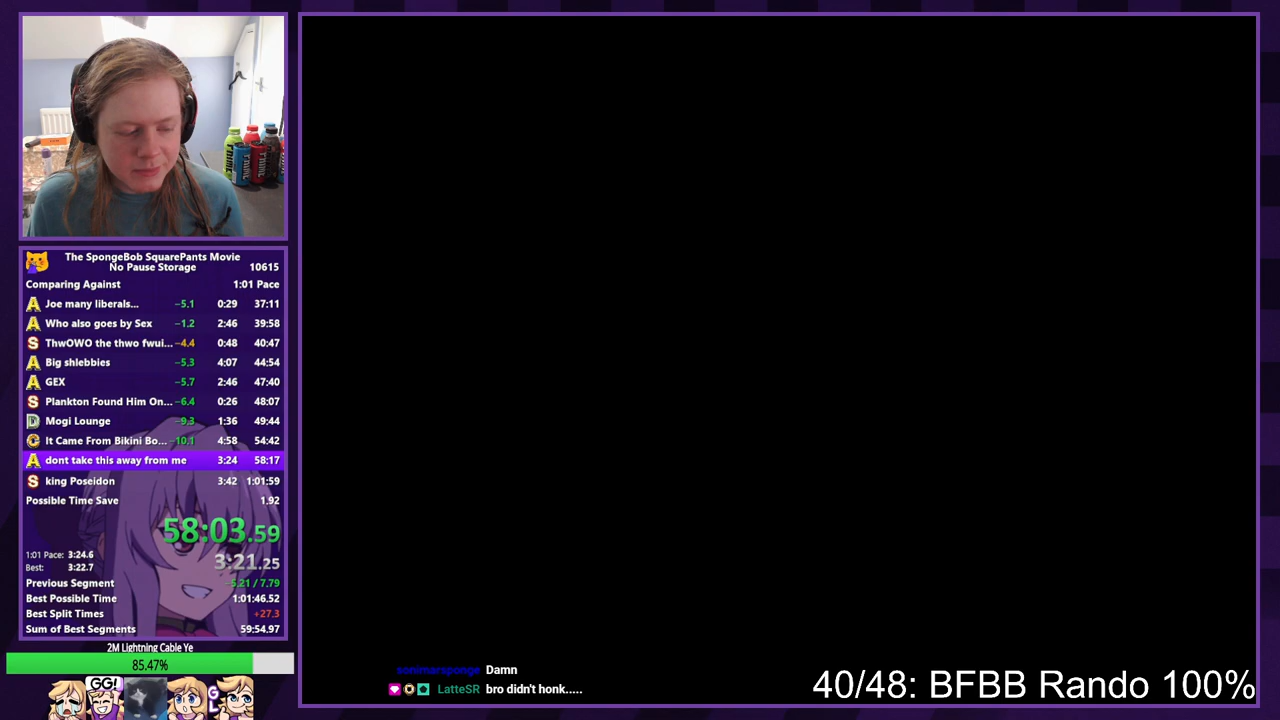 The SpongeBob SquarePants Movie
No Pause Storage 10615
Comparing Against 1:01 Pace
Joe many liberals... −5.1 0:29 37:11
Who also goes by Sex −1.2 2:46 39:58
ThwOWO the thwo fwui... −4.4 0:48 40:47
Big shlebbies −5.3 4:07 44:54
GEX −5.7 2:46 47:40
Plankton Found Him On... −6.4 0:26 48:07
Mogi Lounge −9.3 1:36 49:44
It Came From Bikini Bo... −10.1 4:58 54:42
dont take this away from me 3:24 58:17
king Poseidon 3:42 1:01:59
Possible Time Save 1.92
58:03.59
1:01 Pace: 3:24.6
Best: 3:22.7
3:21.25
Previous Segment −5.21 / 7.79
Best Possible Time 1:01:46.52
Best Split Times +27.3
Sum of Best Segments 59:54.97
2M Lightning Cable Ye
85.47%
GG!
sonimarsponge Damn
LatteSR bro didn't honk.....
40/48: BFBB Rando 100%